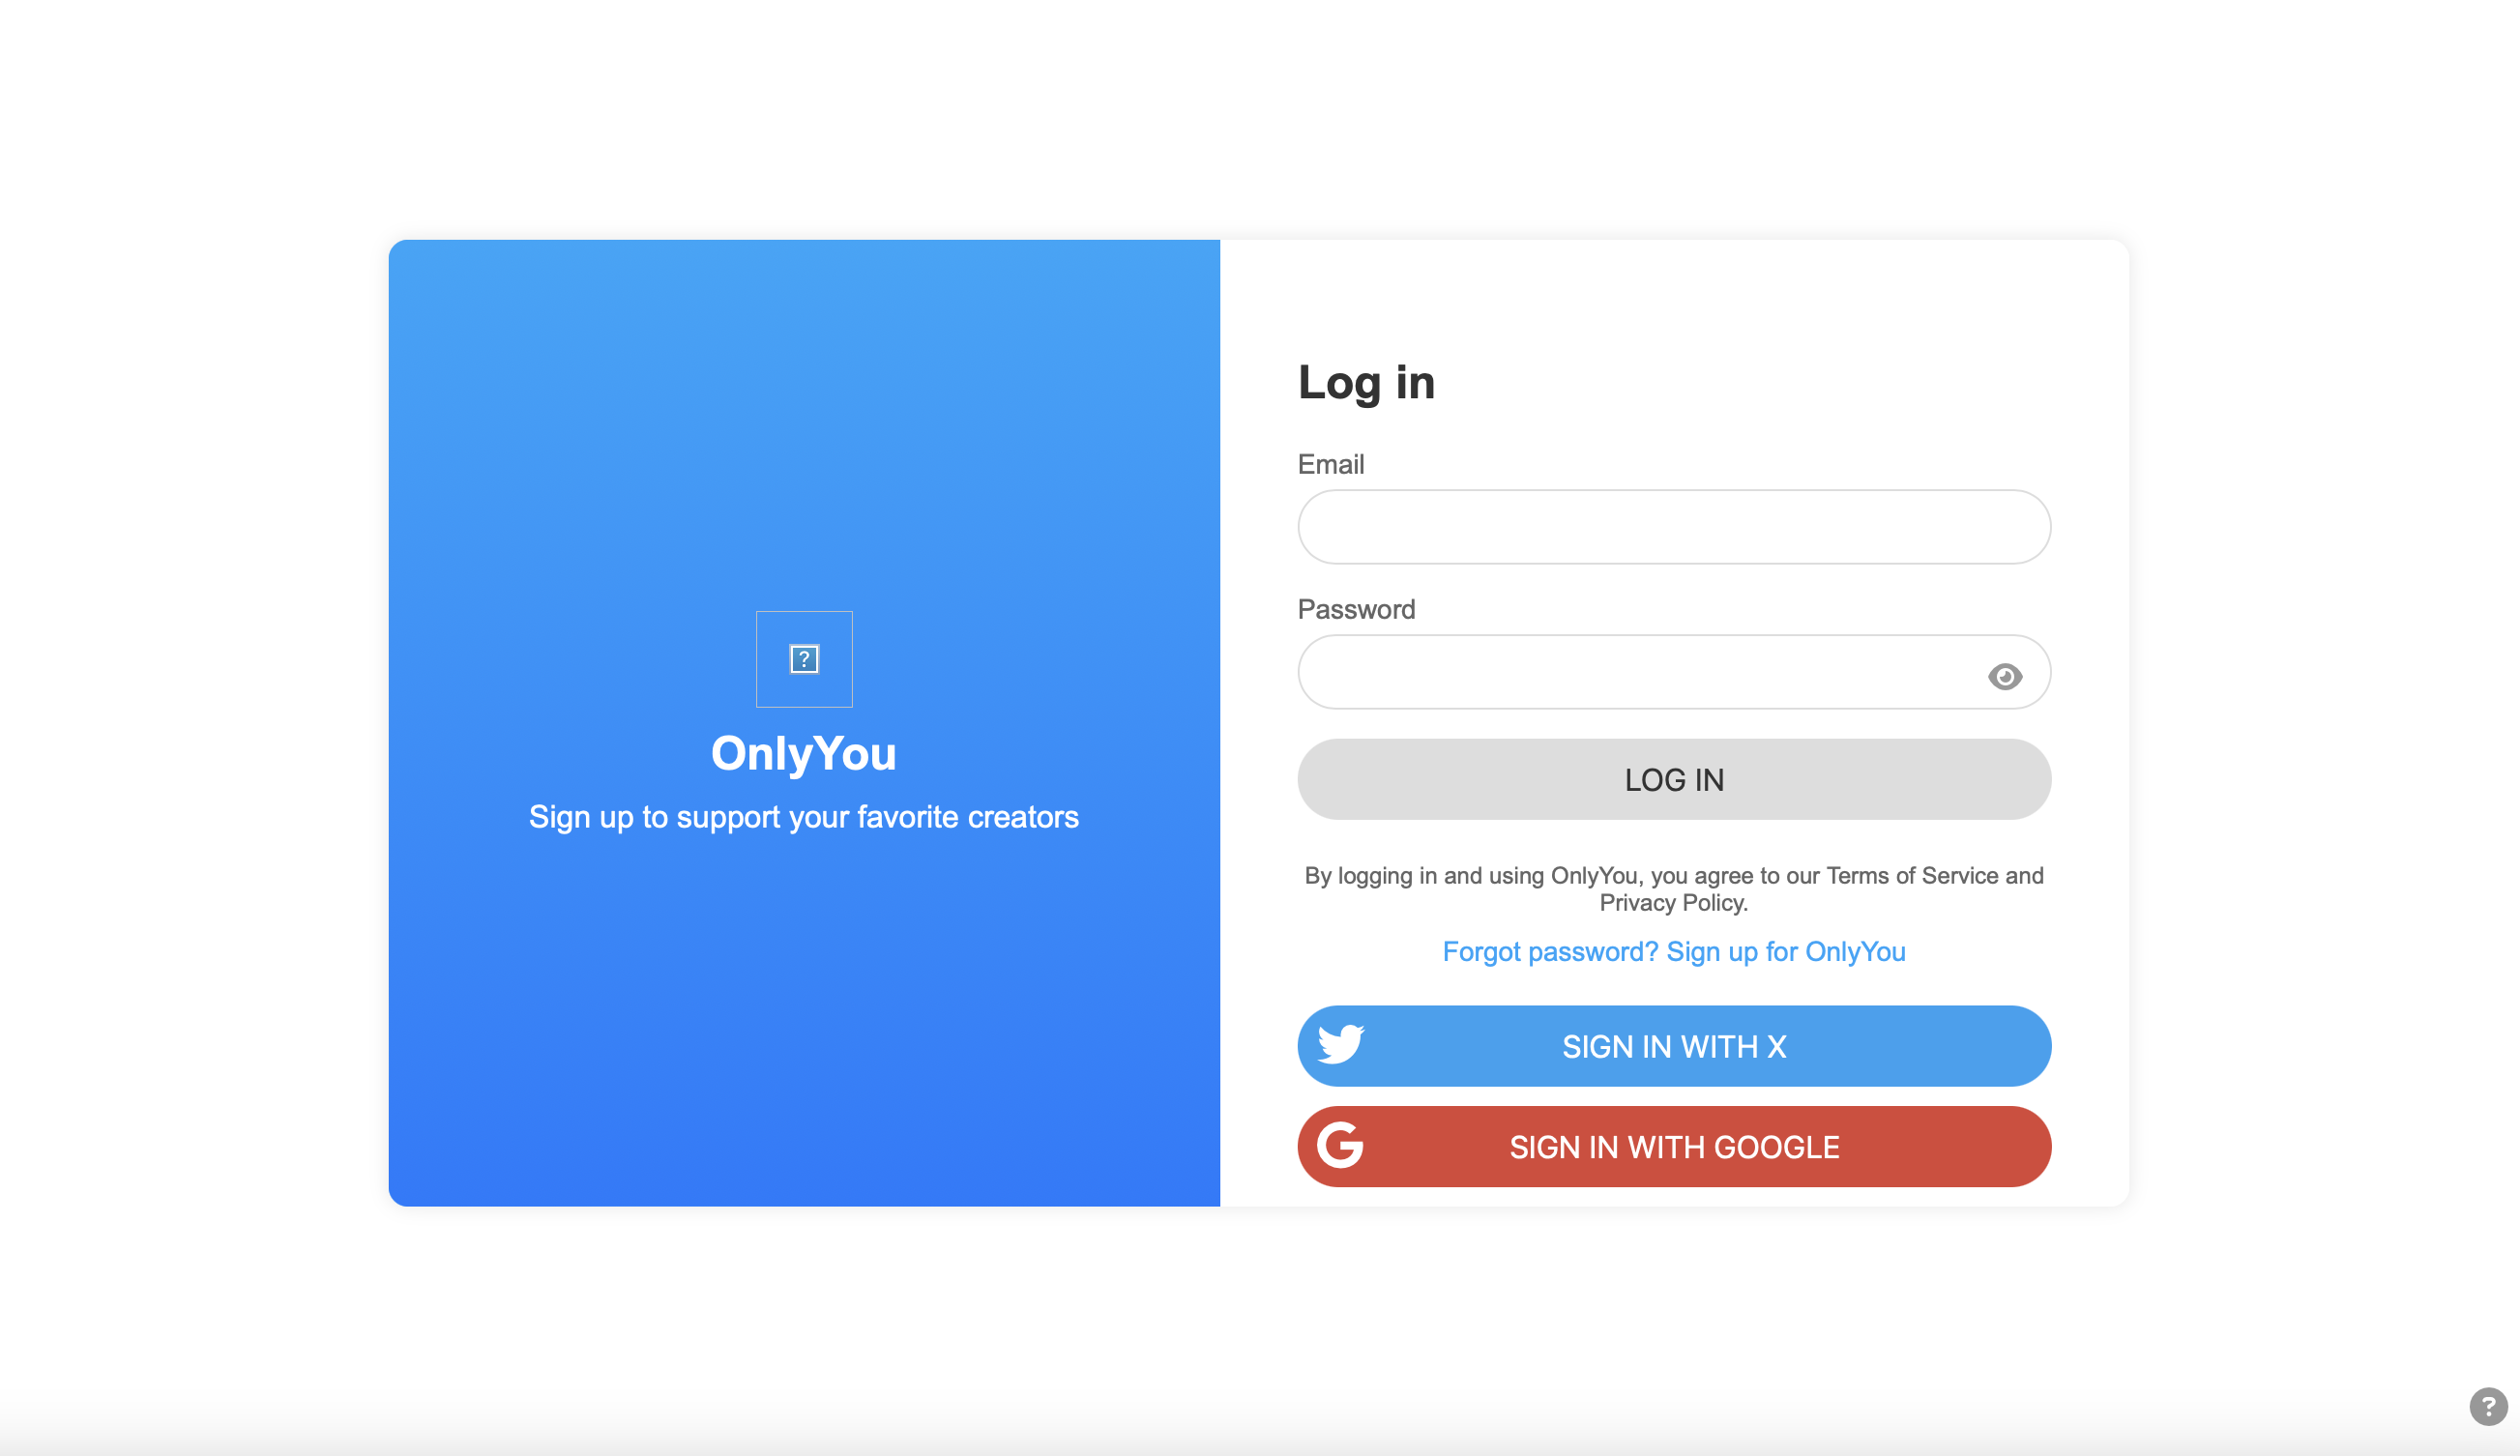 OnlyYou
Sign up to support your favorite creators
Log in
Email
Password
LOG IN
By logging in and using OnlyYou, you agree to our Terms of Service and
Privacy Policy.
Forgot password? Sign up for OnlyYou
SIGN IN WITH X
G SIGN IN WITH GOOGLE
?